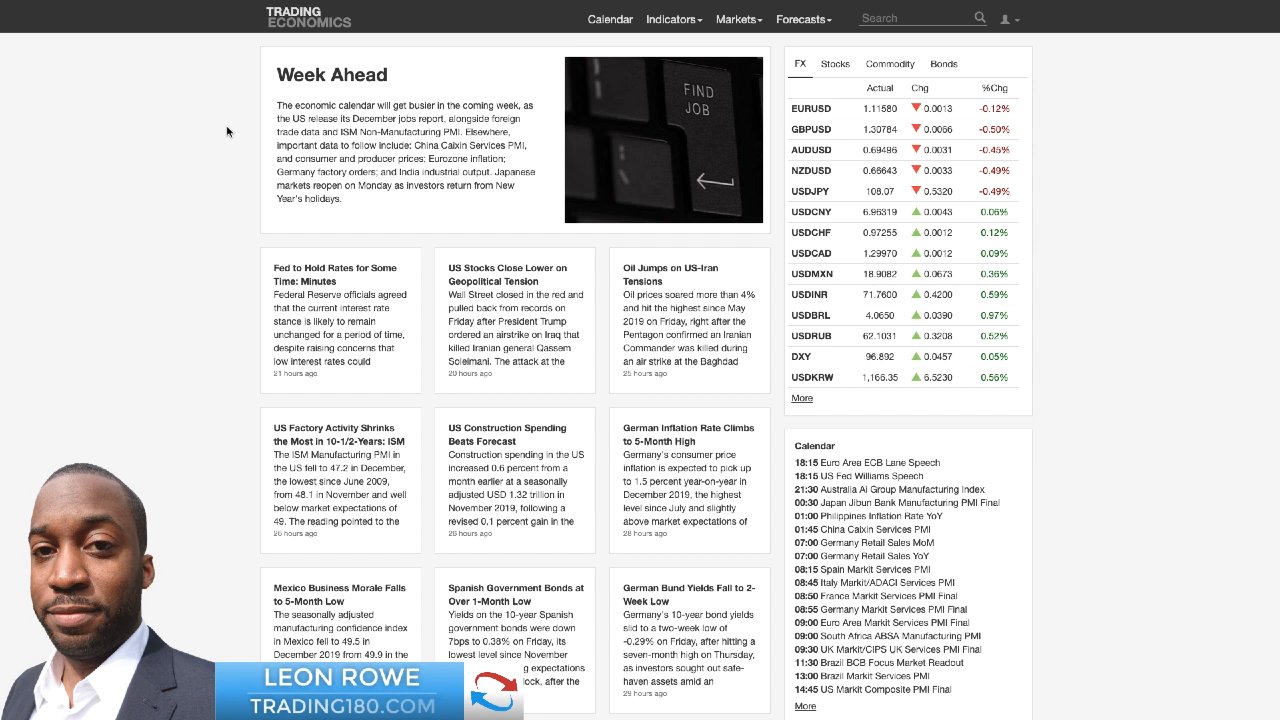 TRADING
ECONOMICS
Calendar Indicators Markets Forecasts Search
Week Ahead
The economic calendar will get busier in the coming week, as
the US release its December jobs report, alongside foreign
trade data and ISM Non-Manufacturing PMI. Elsewhere,
important data to follow include: China Caixin Services PMI,
and consumer and producer prices; Eurozone inflation;
Germany factory orders; and India industrial output. Japanese
markets reopen on Monday as investors return from New
Year's holidays.
FIND
JOB
FX Stocks Commodity Bonds
Actual Chg %Chg
EURUSD 1.11580 0.0013 -0.12%
GBPUSD 1.30784 0.0066 -0.50%
AUDUSD 0.69496 0.0031 -0.45%
NZDUSD 0.66643 0.0033 -0.49%
USDJPY 108.07 0.5320 -0.49%
USDCNY 6.96319 0.0043 0.06%
USDCHF 0.97255 0.0012 0.12%
USDCAD 1.29970 0.0012 0.09%
USDMXN 18.9082 0.0673 0.36%
USDINR 71.7600 0.4200 0.59%
USDBRL 4.0650 0.0390 0.97%
USDRUB 62.1031 0.3208 0.52%
DXY 96.892 0.0457 0.05%
USDKRW 1,166.35 6.5230 0.56%
More
Fed to Hold Rates for Some
Time: Minutes
Federal Reserve officials agreed
that the current interest rate
stance is likely to remain
unchanged for a period of time,
despite raising concerns that
low interest rates could
21 hours ago
US Stocks Close Lower on
Geopolitical Tension
Wall Street closed in the red and
pulled back from records on
Friday after President Trump
ordered an airstrike on Iraq that
killed Iranian general Qassem
Soleimani. The attack at the
20 hours ago
Oil Jumps on US-Iran
Tensions
Oil prices soared more than 4%
and hit the highest since May
2019 on Friday, right after the
Pentagon confirmed an Iranian
Commander was killed during
an air strike at the Baghdad
25 hours ago
US Factory Activity Shrinks
the Most in 10-1/2-Years: ISM
The ISM Manufacturing PMI in
the US fell to 47.2 in December,
the lowest since June 2009,
from 48.1 in November and well
below market expectations of
49. The reading pointed to the
26 hours ago
US Construction Spending
Beats Forecast
Construction spending in the US
increased 0.6 percent from a
month earlier at a seasonally
adjusted USD 1.32 trillion in
November 2019, following a
revised 0.1 percent gain in the
26 hours ago
German Inflation Rate Climbs
to 5-Month High
Germany's consumer price
inflation is expected to pick up
to 1.5 percent year-on-year in
December 2019, the highest
level since July and slightly
above market expectations of
28 hours ago
Mexico Business Morale Falls
to 5-Month Low
The seasonally adjusted
manufacturing confidence index
in Mexico fell to 49.5 in
December 2019 from 49.9 in the
Spanish Government Bonds at
Over 1-Month Low
Yields on the 10-year Spanish
government bonds were down
7bps to 0.38% on Friday, its
lowest level since November
g expectations
lock, after the
German Bund Yields Fall to 2-
Week Low
Germany's 10-year bond yields
slid to a two-week low of
-0.29% on Friday, after hitting a
seven-month high on Thursday,
as investors sought out safe-
haven assets amid an
29 hours ago
Calendar
18:15 Euro Area ECB Lane Speech
18:15 US Fed Williams Speech
21:30 Australia Ai Group Manufacturing Index
00:30 Japan Jibun Bank Manufacturing PMI Final
01:00 Philippines Inflation Rate YoY
01:45 China Caixin Services PMI
07:00 Germany Retail Sales MoM
07:00 Germany Retail Sales YoY
08:15 Spain Markit Services PMI
08:45 Italy Markit/ADACI Services PMI
08:50 France Markit Services PMI Final
08:55 Germany Markit Services PMI Final
09:00 Euro Area Markit Services PMI Final
09:00 South Africa ABSA Manufacturing PMI
09:30 UK Markit/CIPS UK Services PMI Final
11:30 Brazil BCB Focus Market Readout
13:00 Brazil Markit Services PMI
14:45 US Markit Composite PMI Final
More
LEON ROWE
TRADING180.COM